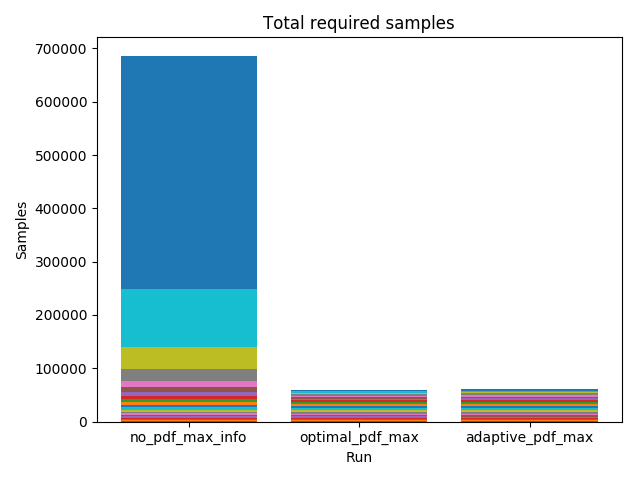 Total required samples
700000
600000
500000
400000
300000
200000
100000
0
Samples
no_pdf_max_info
optimal_pdf_max
adaptive_pdf_max
Run